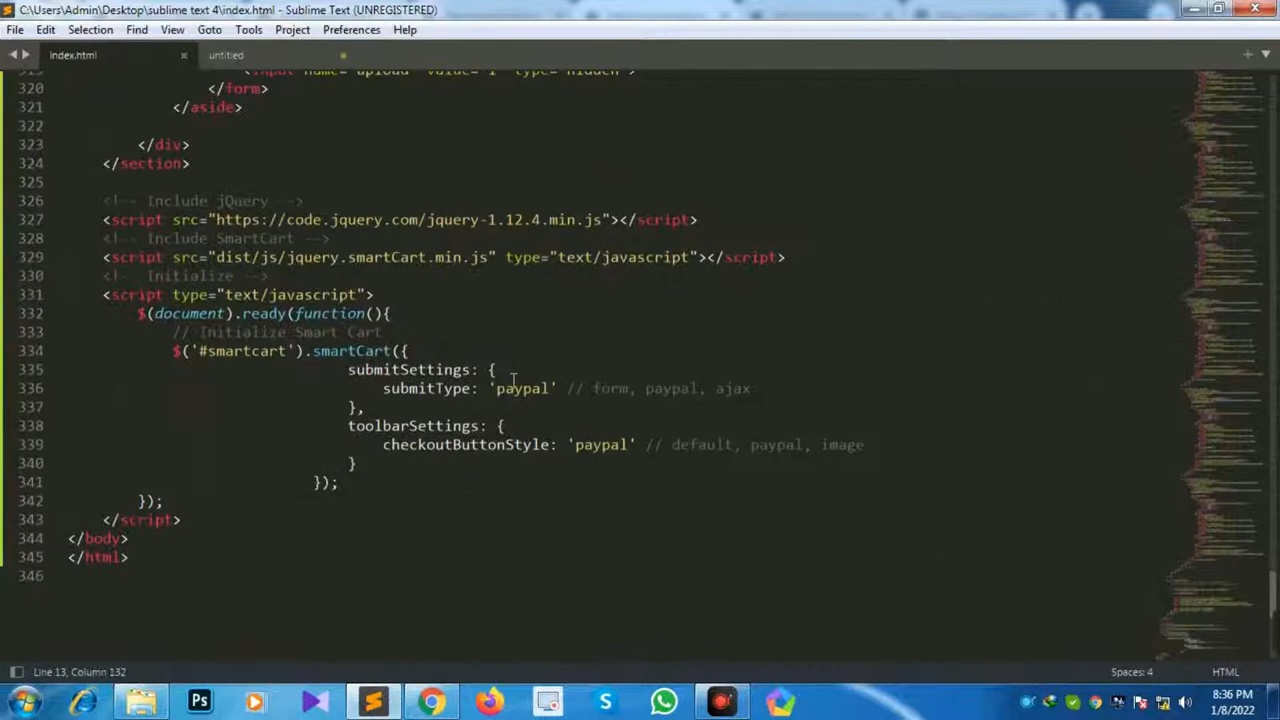 C:\Users\Admin\Desktop\sublime text 4\index.html - Sublime Text (UNREGISTERED)
File Edit Selection Find View Goto Tools Project Preferences Help
index.html untitled
320 </form>
321 </aside>
322
323 </div>
324 </section>
325
326 <!-- Include jQuery -->
327 <script src="https://code.jquery.com/jquery-1.12.4.min.js"></script>
328 <!-- Include SmartCart -->
329 <script src="dist/js/jquery.smartCart.min.js" type="text/javascript"></script>
330 <!-- Initialize -->
331 <script type="text/javascript">
332 $(document).ready(function(){
333 // Initialize Smart Cart
334 $('#smartcart').smartCart({
335 submitSettings: {
336 submitType: 'paypal' // form, paypal, ajax
337 },
338 toolbarSettings: {
339 checkoutButtonStyle: 'paypal' // default, paypal, image
340 }
341 });
342 });
343 </script>
344 </body>
345 </html>
346
Line 13, Column 132 Spaces: 4 HTML
Ps
8:36 PM
1/8/2022